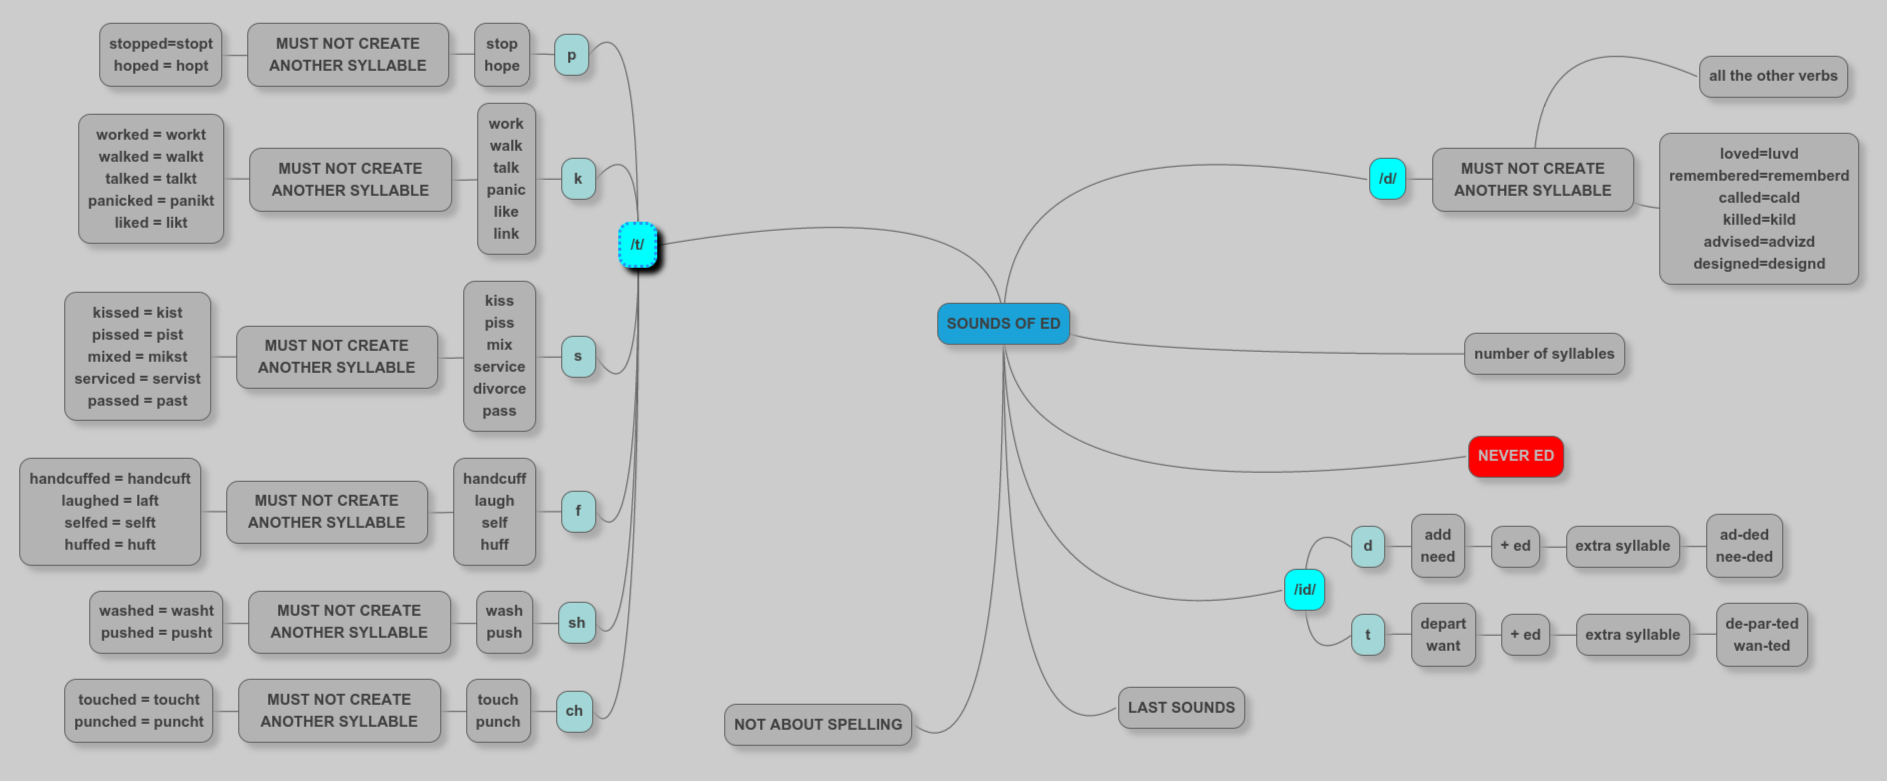 SOUNDS OF ED
/t/
p
stop
hope
MUST NOT CREATE
ANOTHER SYLLABLE
stopped=stopt
hoped = hopt
k
work
walk
talk
panic
like
link
MUST NOT CREATE
ANOTHER SYLLABLE
worked = workt
walked = walkt
talked = talkt
panicked = panikt
liked = likt
s
kiss
piss
mix
service
divorce
pass
MUST NOT CREATE
ANOTHER SYLLABLE
kissed = kist
pissed = pist
mixed = mikst
serviced = servist
passed = past
f
handcuff
laugh
self
huff
MUST NOT CREATE
ANOTHER SYLLABLE
handcuffed = handcuft
laughed = laft
selfed = selft
huffed = huft
sh
wash
push
MUST NOT CREATE
ANOTHER SYLLABLE
washed = washt
pushed = pusht
ch
touch
punch
MUST NOT CREATE
ANOTHER SYLLABLE
touched = toucht
punched = puncht
/d/
MUST NOT CREATE
ANOTHER SYLLABLE
all the other verbs
loved=luvd
remembered=rememberd
called=cald
killed=kild
advised=advizd
designed=designd
number of syllables
NEVER ED
/id/
d
add
need
+ ed
extra syllable
ad-ded
nee-ded
t
depart
want
+ ed
extra syllable
de-par-ted
wan-ted
LAST SOUNDS
NOT ABOUT SPELLING